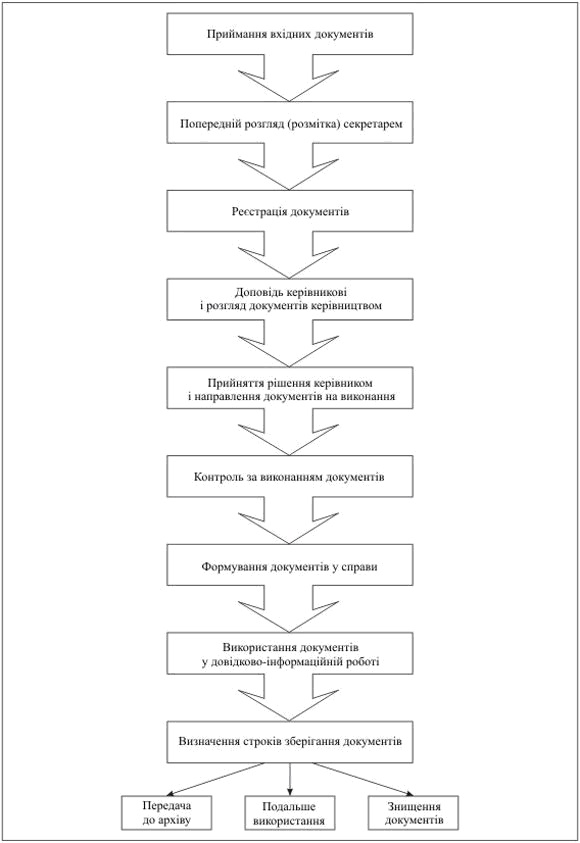 Приймання вхідних документів
Попередній розгляд (розмітка) секретарем
Реєстрація документів
Доповідь керівникові
і розгляд документів керівництвом
Прийняття рішення керівником
і направлення документів на виконання
Контроль за виконанням документів
Формування документів у справи
Використання документів
у довідково-інформаційній роботі
Визначення строків зберігання документів
Передача
до архіву
Подальше
використання
Знищення
документів